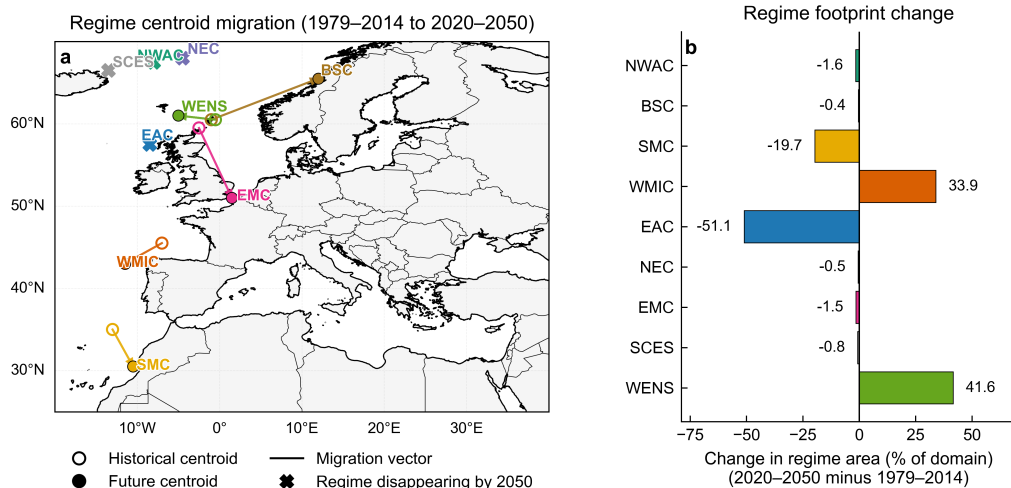 Regime centroid migration (1979–2014 to 2020–2050)
a
SCES
NWAC
NEC
BSC
WENS
EAC
EMC
WMIC
SMC
60°N
50°N
40°N
30°N
10°W
0°
10°E
20°E
30°E
Historical centroid
Future centroid
Migration vector
Regime disappearing by 2050
Regime footprint change
b
NWAC
-1.6
BSC
-0.4
SMC
-19.7
WMIC
33.9
EAC
-51.1
NEC
-0.5
EMC
-1.5
SCES
-0.8
WENS
41.6
−75
−50
−25
0
25
50
Change in regime area (% of domain)
(2020–2050 minus 1979–2014)